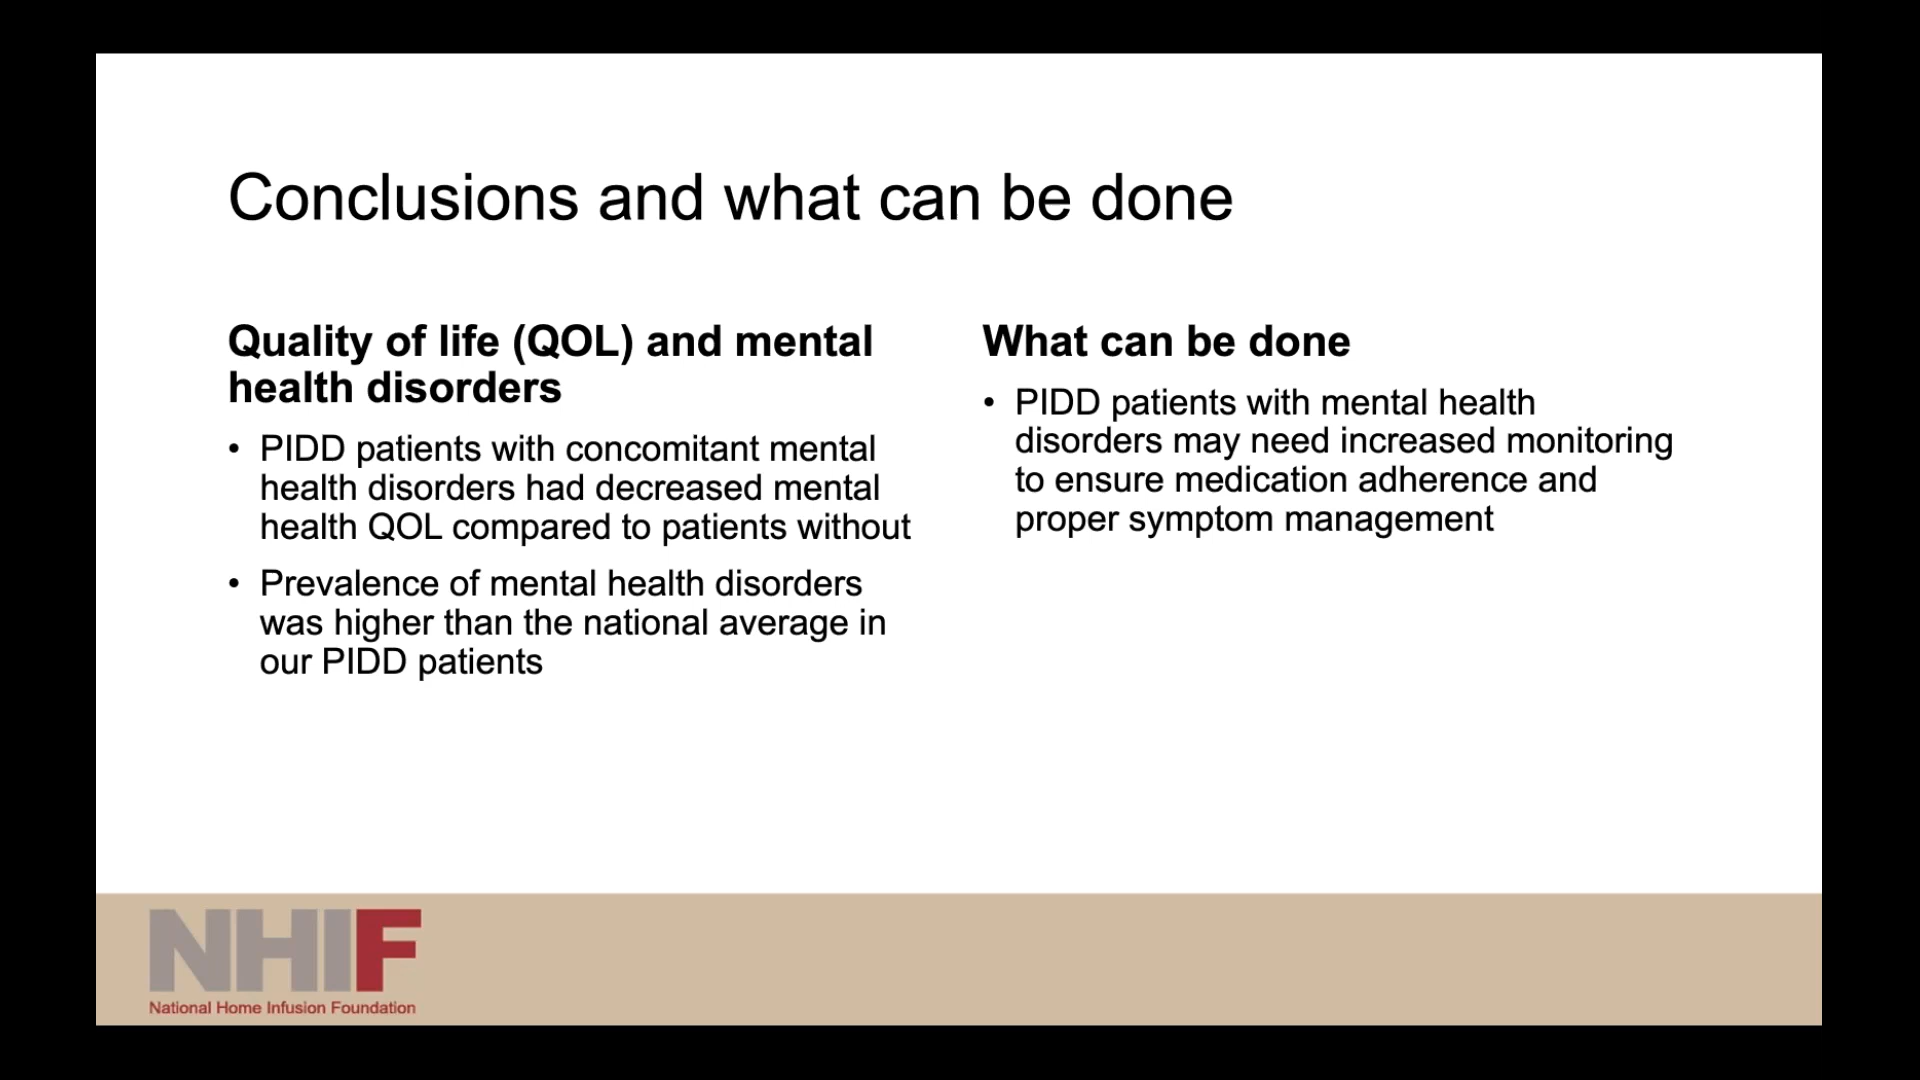 Conclusions and what can be done
Quality of life (QOL) and mental
health disorders
• PIDD patients with concomitant mental
health disorders had decreased mental
health QOL compared to patients without
• Prevalence of mental health disorders
was higher than the national average in
our PIDD patients
What can be done
• PIDD patients with mental health
disorders may need increased monitoring
to ensure medication adherence and
proper symptom management
NHIF
National Home Infusion Foundation